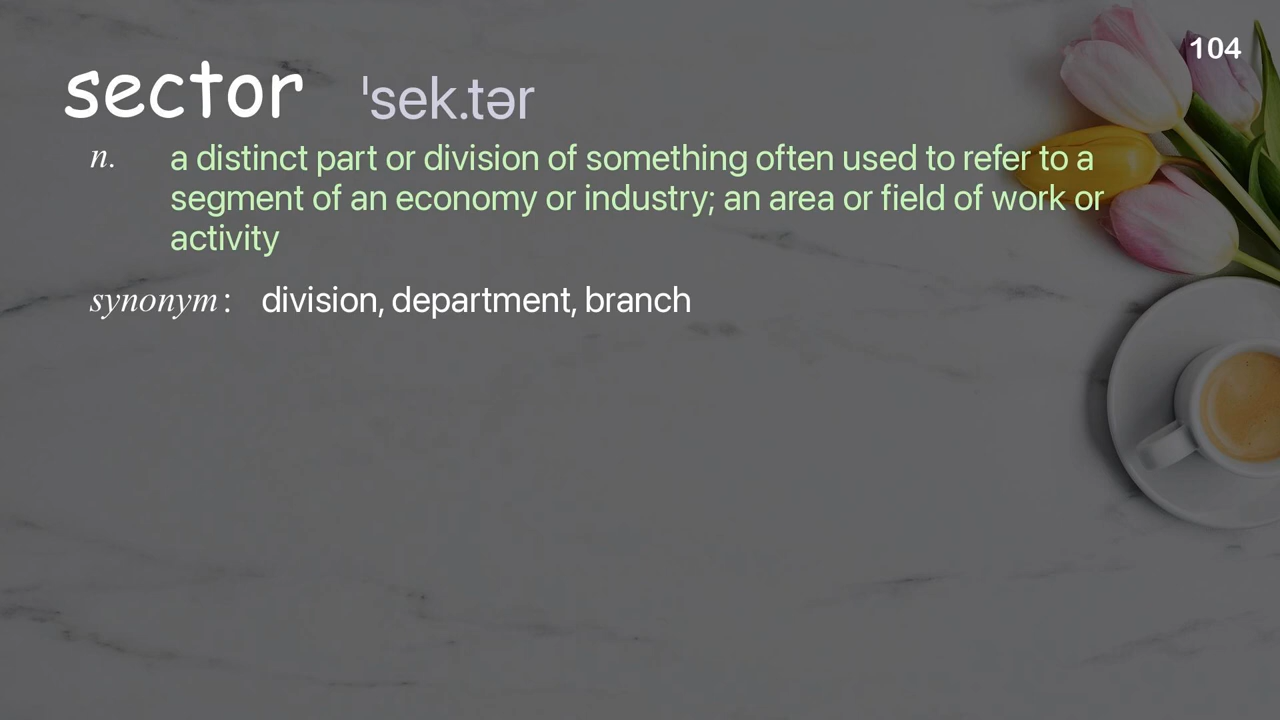 104
sector ˈsek.tər
n. a distinct part or division of something often used to refer to a
segment of an economy or industry; an area or field of work or
activity
synonym: division, department, branch